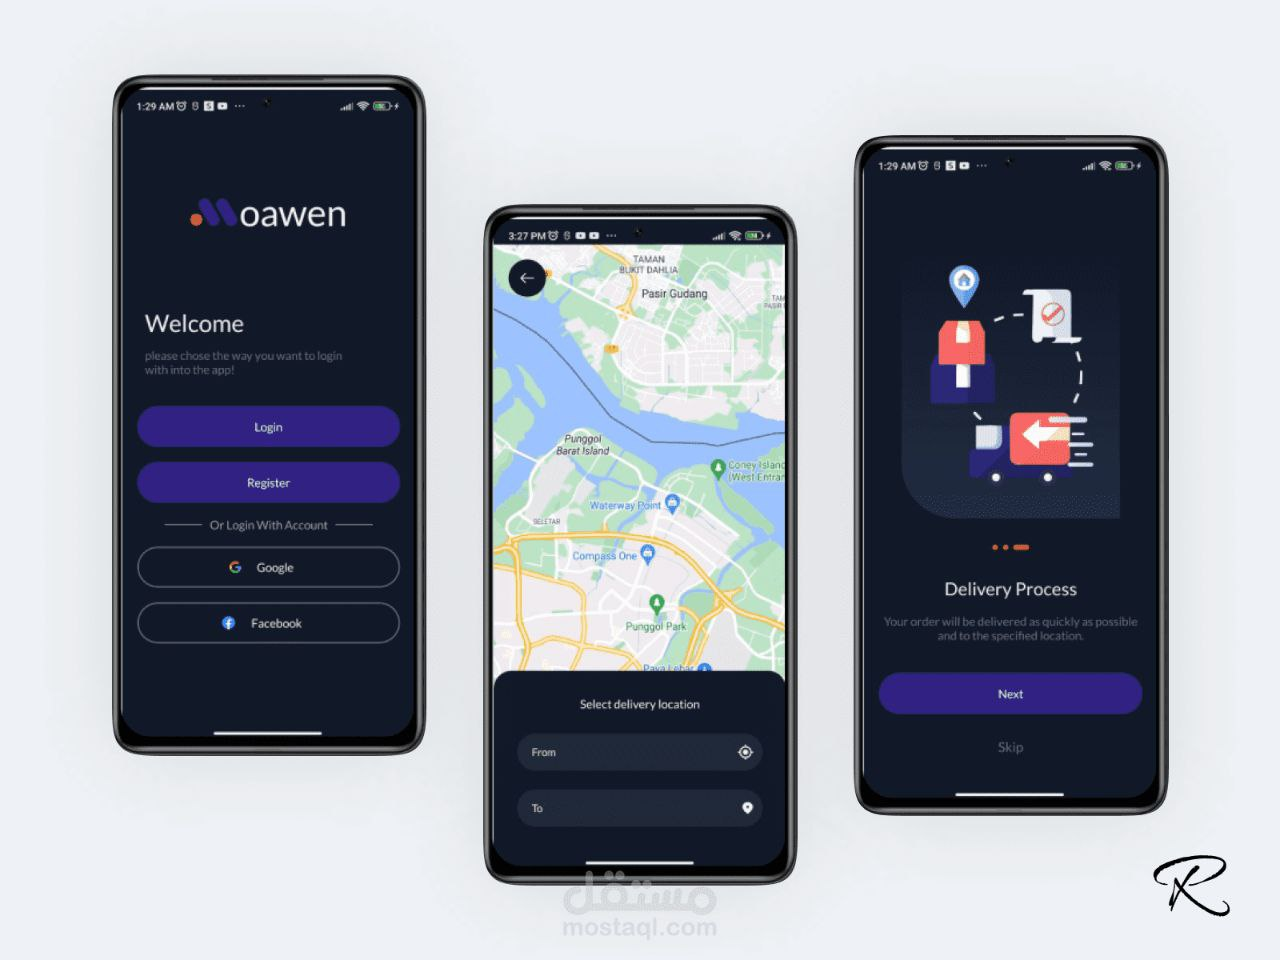 1:29 AM
Moawen
Welcome
please chose the way you want to login
with into the app!
Login
Register
Or Login With Account
Google
Facebook
3:27 PM
TAMAN
BUKIT DAHLIA
Pasir Gudang
TAM
PASIR
Punggol
Barat Island
Coney Island
(West Entran
Waterway Point
SELETAR
Compass One
Punggol Park
Paya Lebar
Select delivery location
From
To
1:29 AM
Delivery Process
Your order will be delivered as quickly as possible
and to the specified location.
Next
Skip
مستقل
mostaql.com